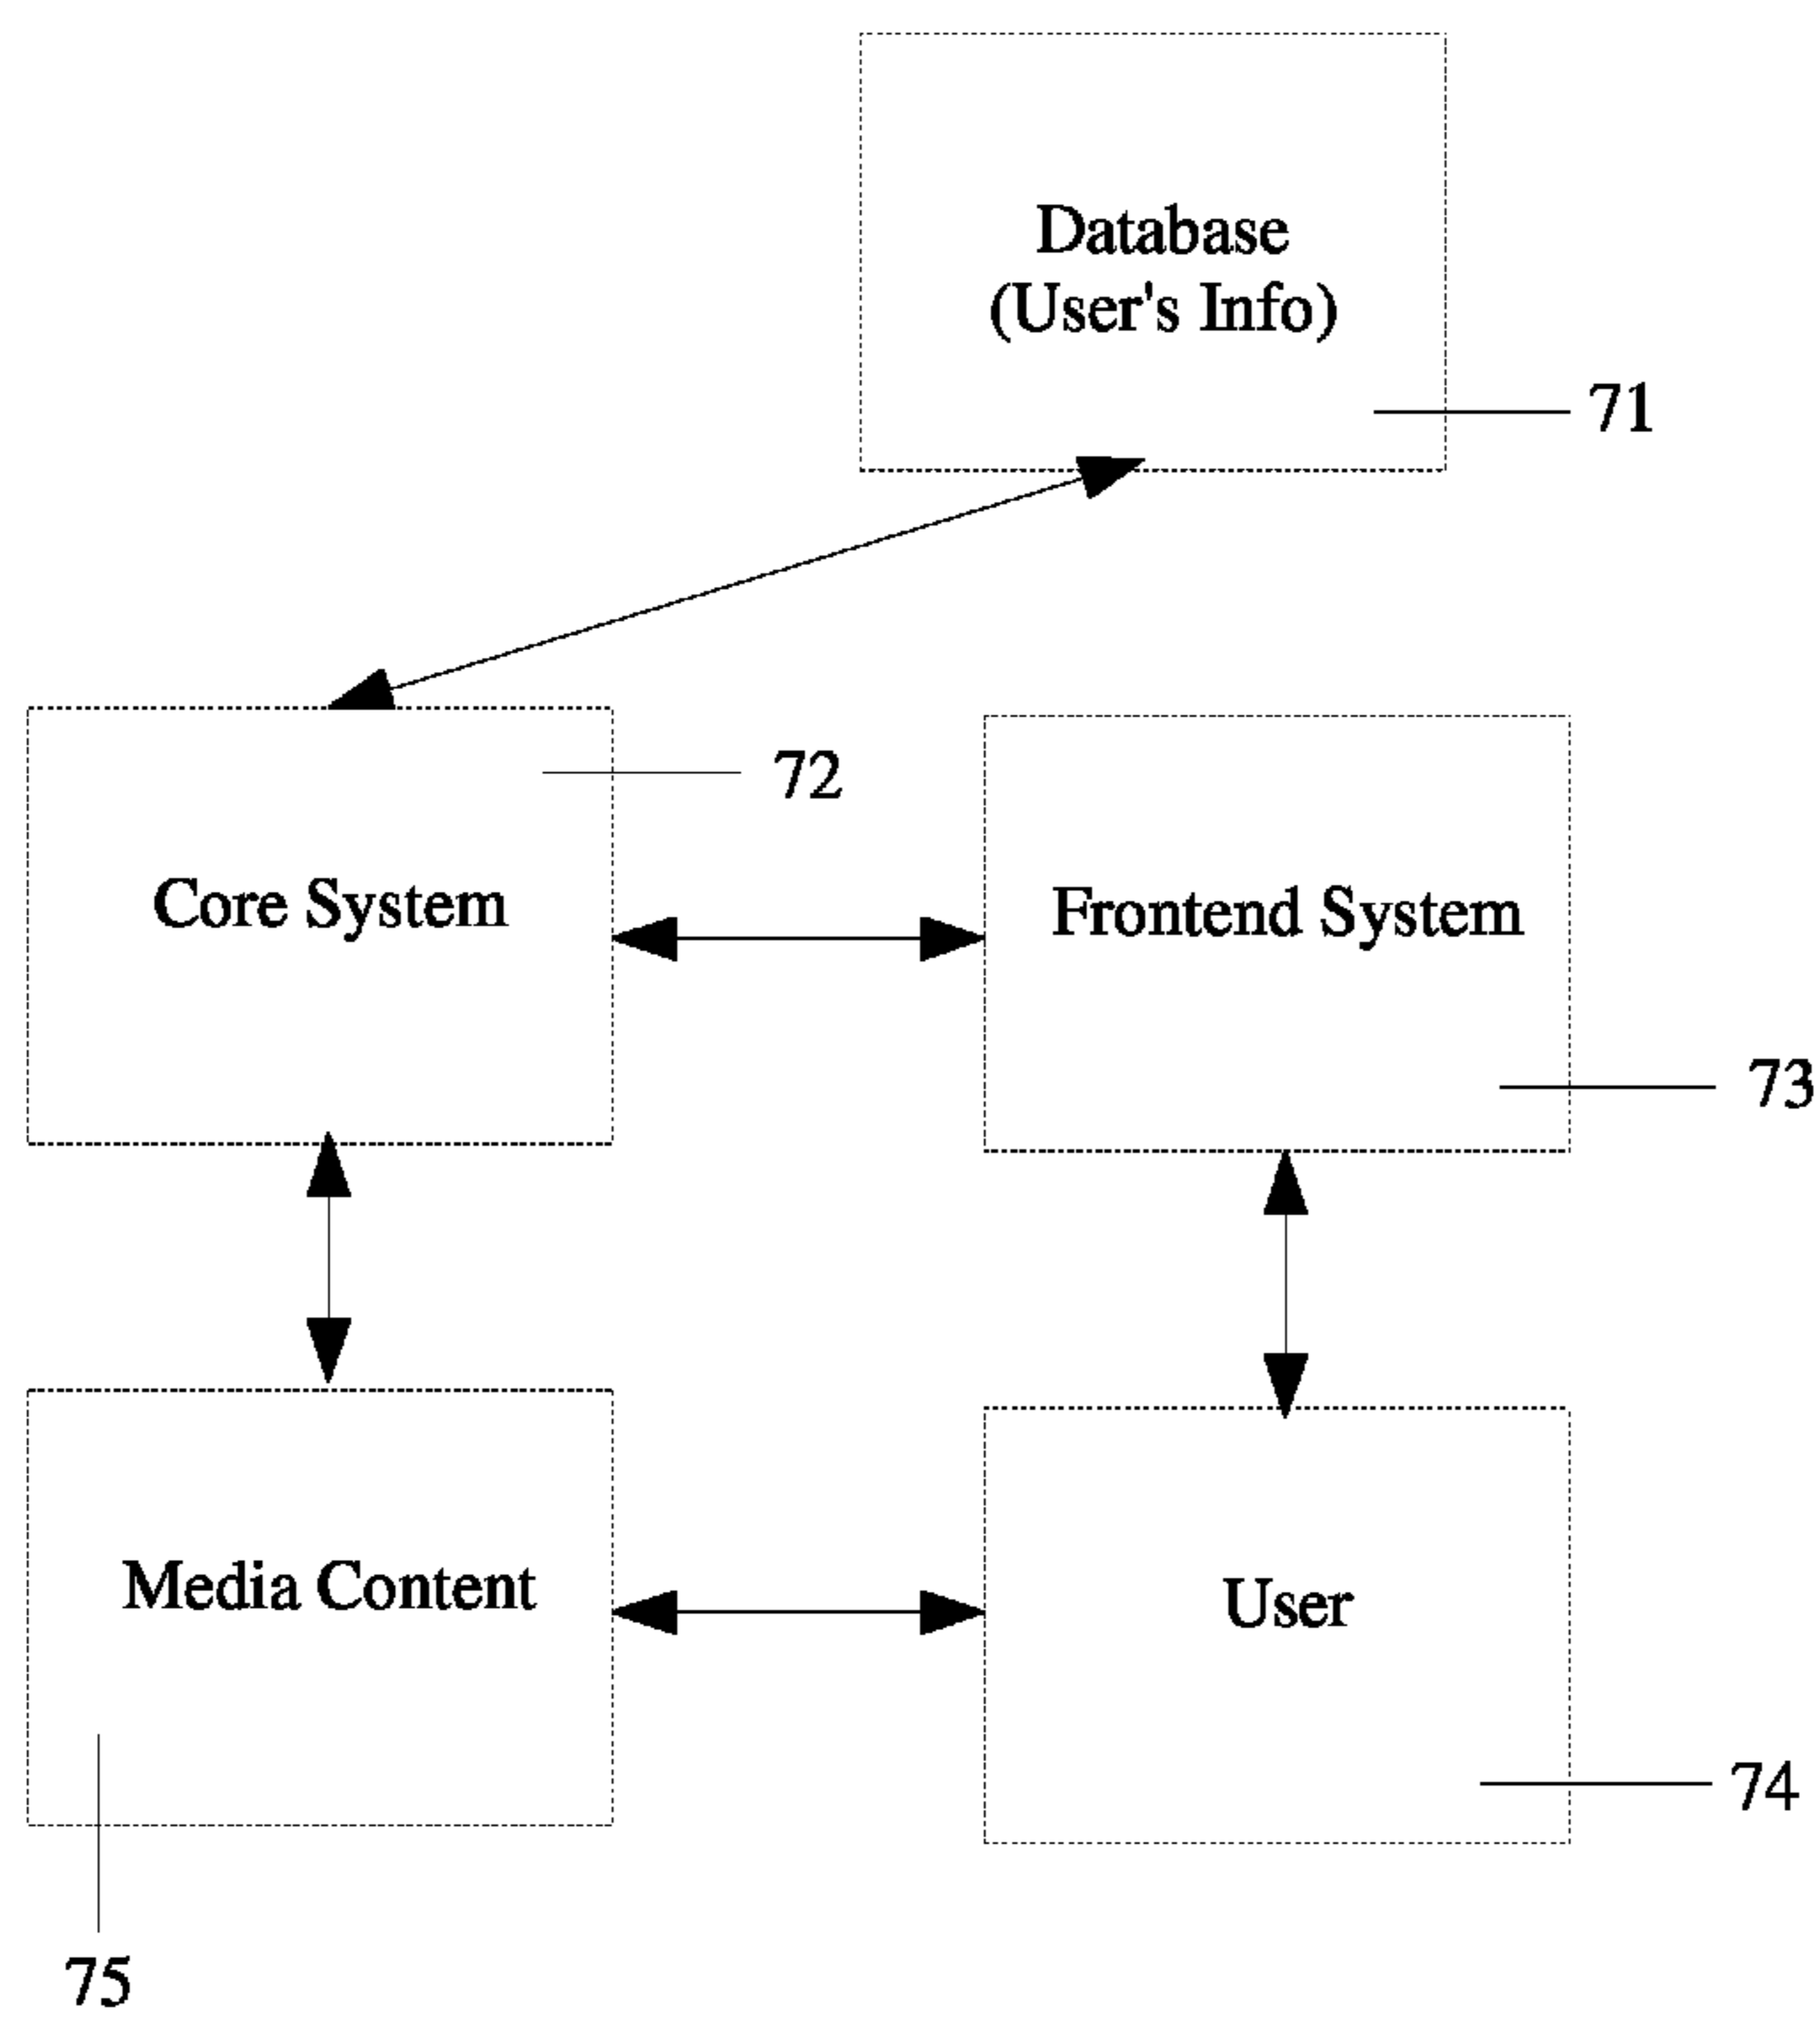 Database
(User's Info)
71
72
Core System
Frontend System
73
Media Content
User
74
75